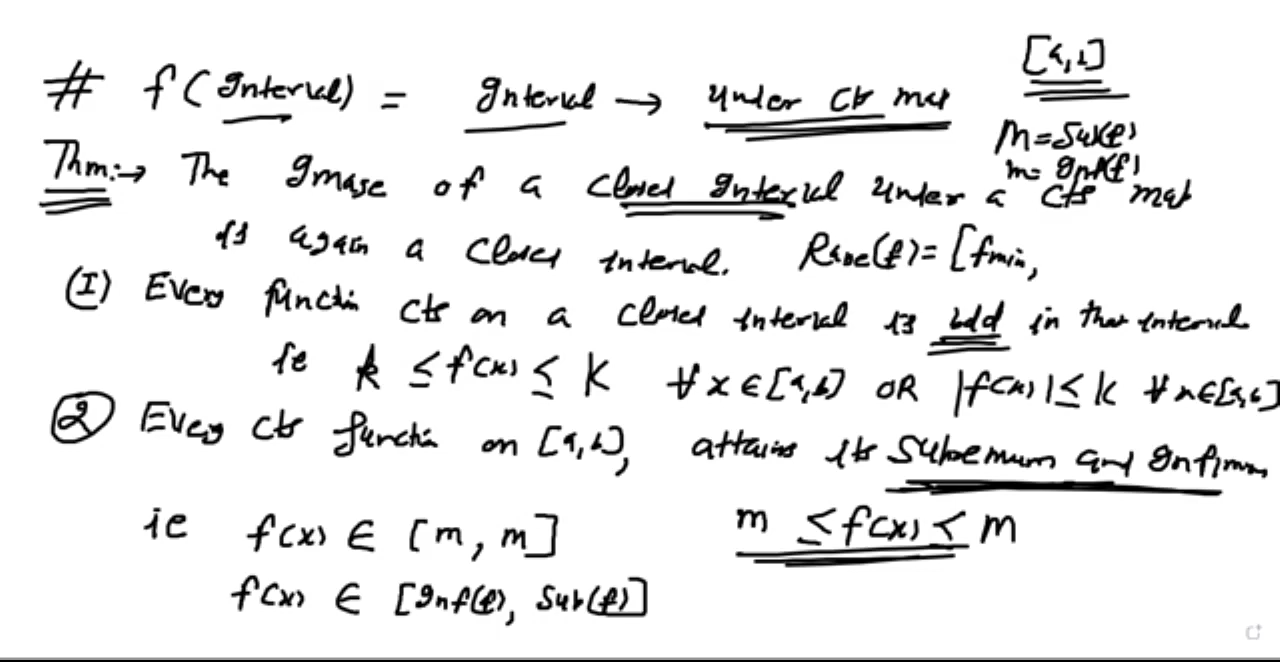 # f(Interval) = Interval → under cts map
[a,b]
M = Sup(f)
m = Inf(f)
Thm:→ The Image of a closed Interval under a cts map
is again a closed interval. Range(f) = [fmin,
(I) Every function cts on a closed interval is bdd in that interval
ie k ≤ f(x) ≤ K ∀ x ∈ [a,b] OR |f(x)| ≤ K ∀ x ∈ [a,b]
(2) Every cts function on [a,b], attains its Supremum and Infimum
ie f(x) ∈ [m, M] m ≤ f(x) ≤ M
f(x) ∈ [Inf(f), Sup(f)]